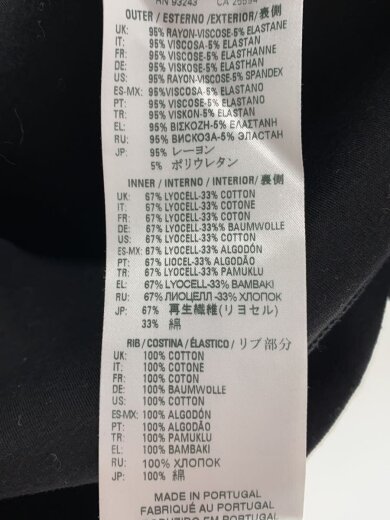 RN 93243 CA 25594
OUTER / ESTERNO / EXTERIOR / 裏側
UK: 95% RAYON-VISCOSE-5% ELASTAN
IT: 95% VISCOSA-5% ELASTAN
FR: 95% VISCOSE-5% ELASTHANNE
DE: 95% VISKOSE-5% ELASTHAN
US: 95% RAYON-VISCOSE-5% SPANDEX
ES-MX: 95%VISCOSA-5% ELASTANO
PT: 95% VISCOSE-5% ELASTANO
TR: 95% VISKON-5% ELASTANE
EL: 95% ΒΙΣΚΟΖΗ-5% ΕΛΑΣΤΑΝΗ
RU: 95% ВИСКОЗА-5% ЭЛАСТАН
JP: 95% レーヨン
5% ポリウレタン
INNER / INTERNO / INTERIOR / 裏側
UK: 67% LYOCELL-33% COTTON
IT: 67% LYOCELL-33% COTONE
FR: 67% LYOCELL-33% COTON
DE: 67% LYOCELL-33% BAUMWOLLE
US: 67% LYOCELL-33% COTTON
ES-MX: 67% LYOCELL-33% ALGODÓN
PT: 67% LIOCEL-33% ALGODÃO
TR: 67% LYOCELL-33% PAMUKLU
EL: 67% LYOCELL-33% ΒΑΜΒΑΚΙ
RU: 67% ЛИОЦЕЛЛ-33% ХЛОПОК
JP: 67% 再生繊維(リヨセル)
33% 綿
RIB / COSTINA / ÉLASTICO / リブ部分
UK: 100% COTTON
IT: 100% COTONE
FR: 100% COTON
DE: 100% BAUMWOLLE
US: 100% COTTON
ES-MX: 100% ALGODÓN
PT: 100% ALGODÃO
TR: 100% PAMUKLU
EL: 100% ΒΑΜΒΑΚΙ
RU: 100% ХЛОПОК
JP: 100% 綿
MADE IN PORTUGAL
FABRIQUÉ AU PORTUGAL